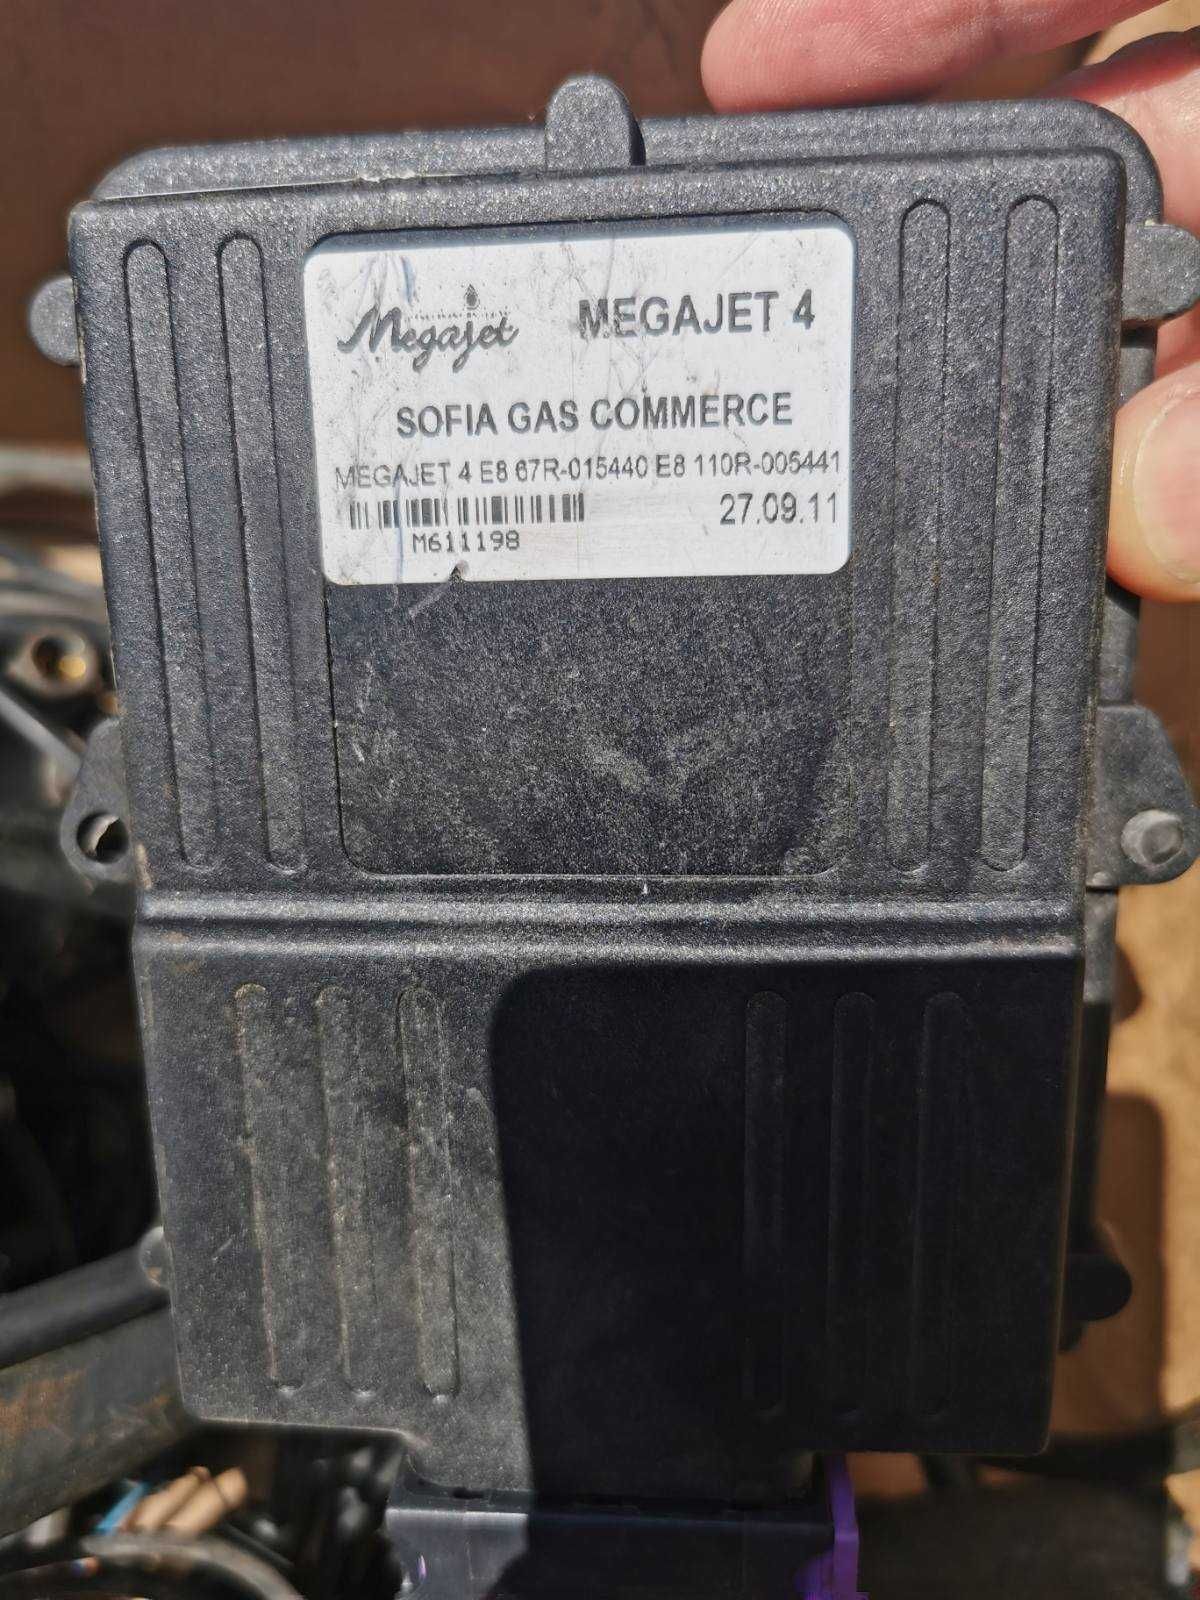 Megajet MEGAJET 4
SOFIA GAS COMMERCE
MEGAJET 4 E8 67R-015440 E8 110R-005441
27.09.11
M611198